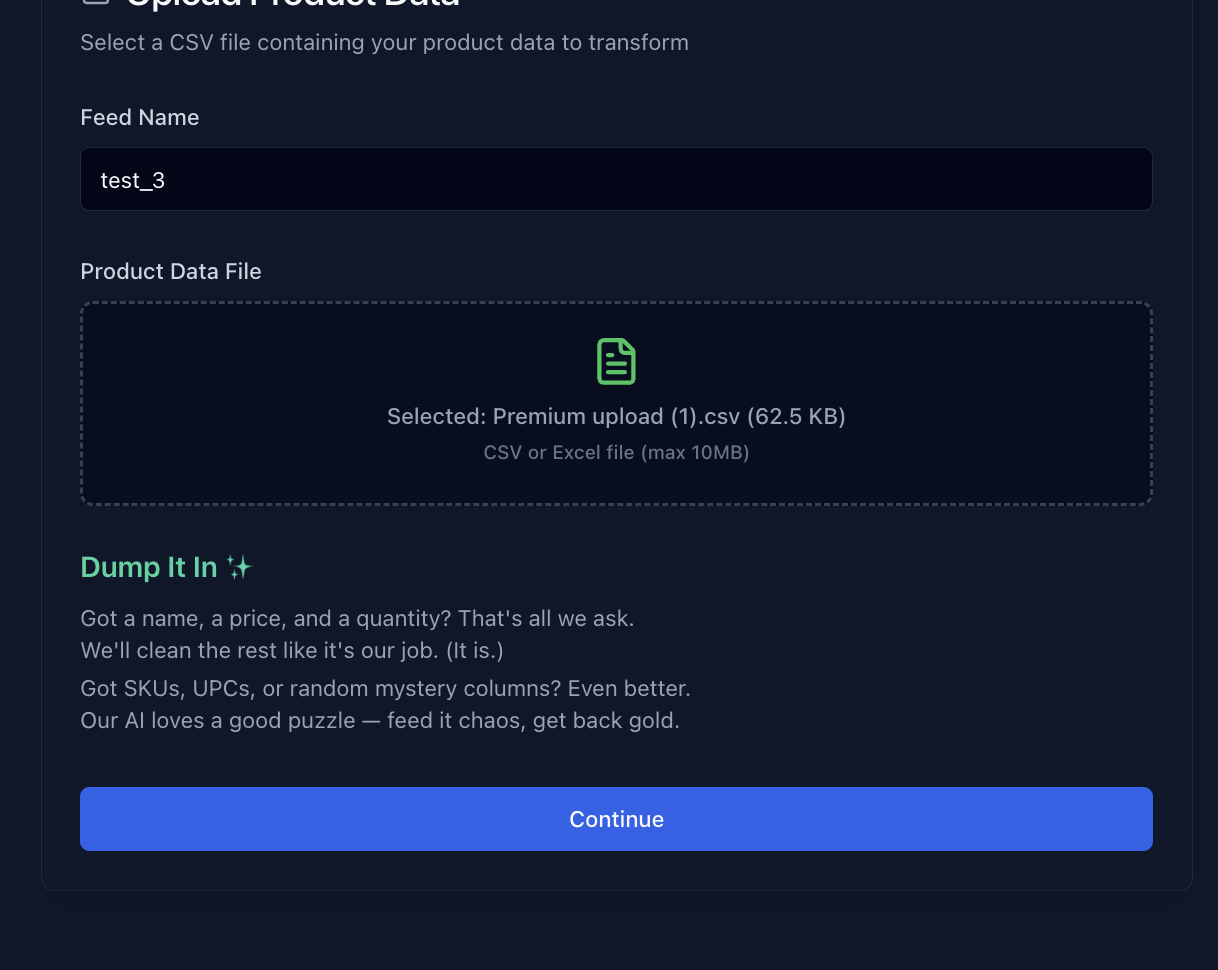 Upload Product Data
Select a CSV file containing your product data to transform
Feed Name
test_3
Product Data File
Selected: Premium upload (1).csv (62.5 KB)
CSV or Excel file (max 10MB)
Dump It In ✨
Got a name, a price, and a quantity? That's all we ask.
We'll clean the rest like it's our job. (It is.)
Got SKUs, UPCs, or random mystery columns? Even better.
Our AI loves a good puzzle — feed it chaos, get back gold.
Continue